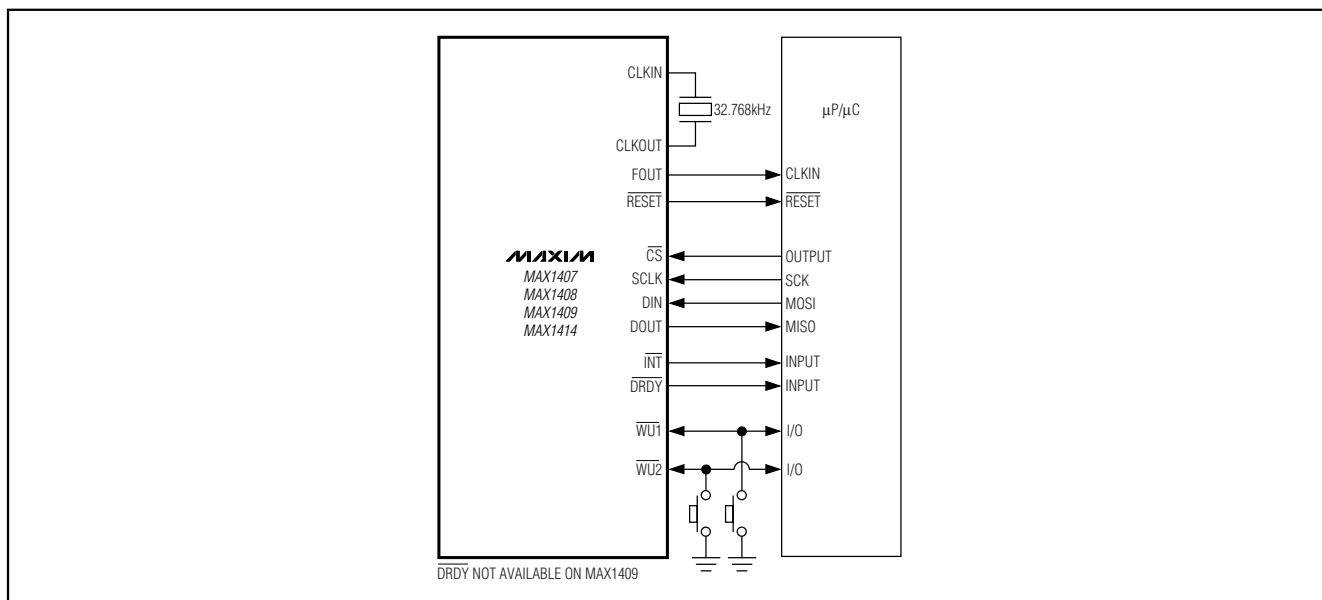 CLKIN
32.768kHz
µP/µC
CLKOUT
FOUT
CLKIN
RESET
RESET
MAXIM
MAX1407
MAX1408
MAX1409
MAX1414
CS
OUTPUT
SCLK
SCK
DIN
MOSI
DOUT
MISO
INT
INPUT
DRDY
INPUT
WU1
I/O
WU2
I/O
DRDY NOT AVAILABLE ON MAX1409